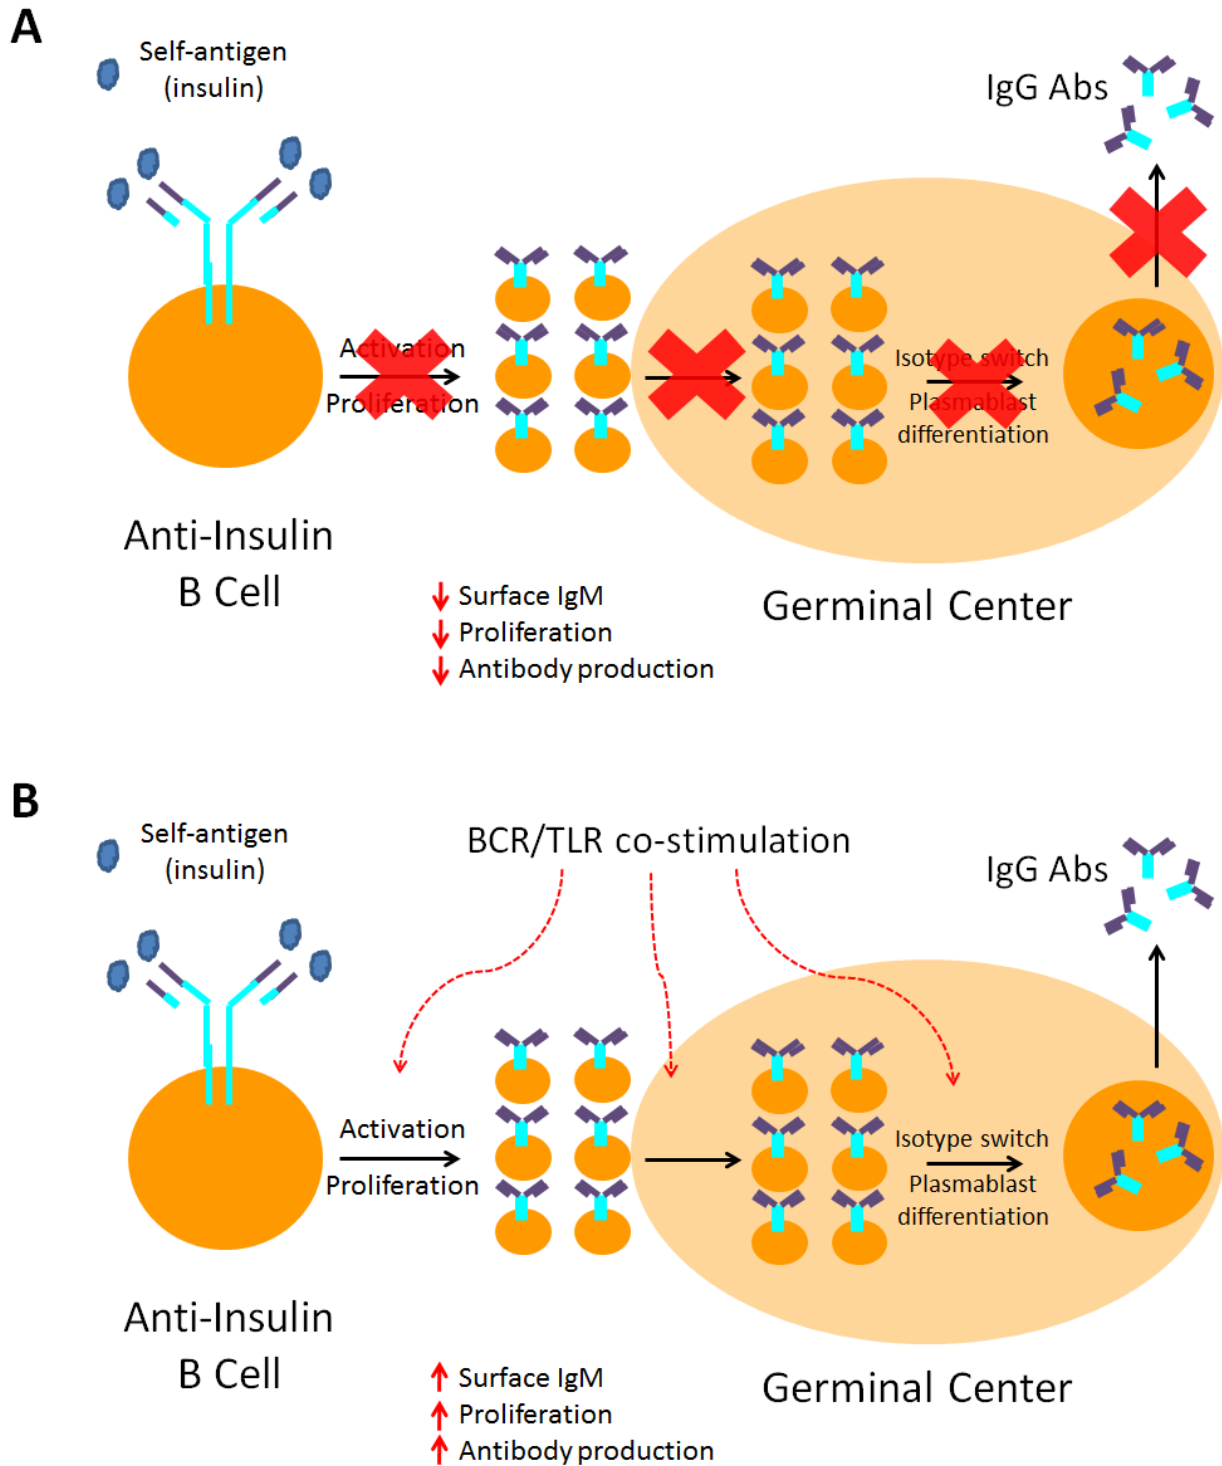 A
Self-antigen
(insulin)
IgG Abs
Activation
Proliferation
Isotype switch
Plasmablast
differentiation
Anti-Insulin
B Cell
Surface IgM
Proliferation
Antibody production
Germinal Center
B
Self-antigen
(insulin)
BCR/TLR co-stimulation
IgG Abs
Activation
Proliferation
Isotype switch
Plasmablast
differentiation
Anti-Insulin
B Cell
Surface IgM
Proliferation
Antibody production
Germinal Center